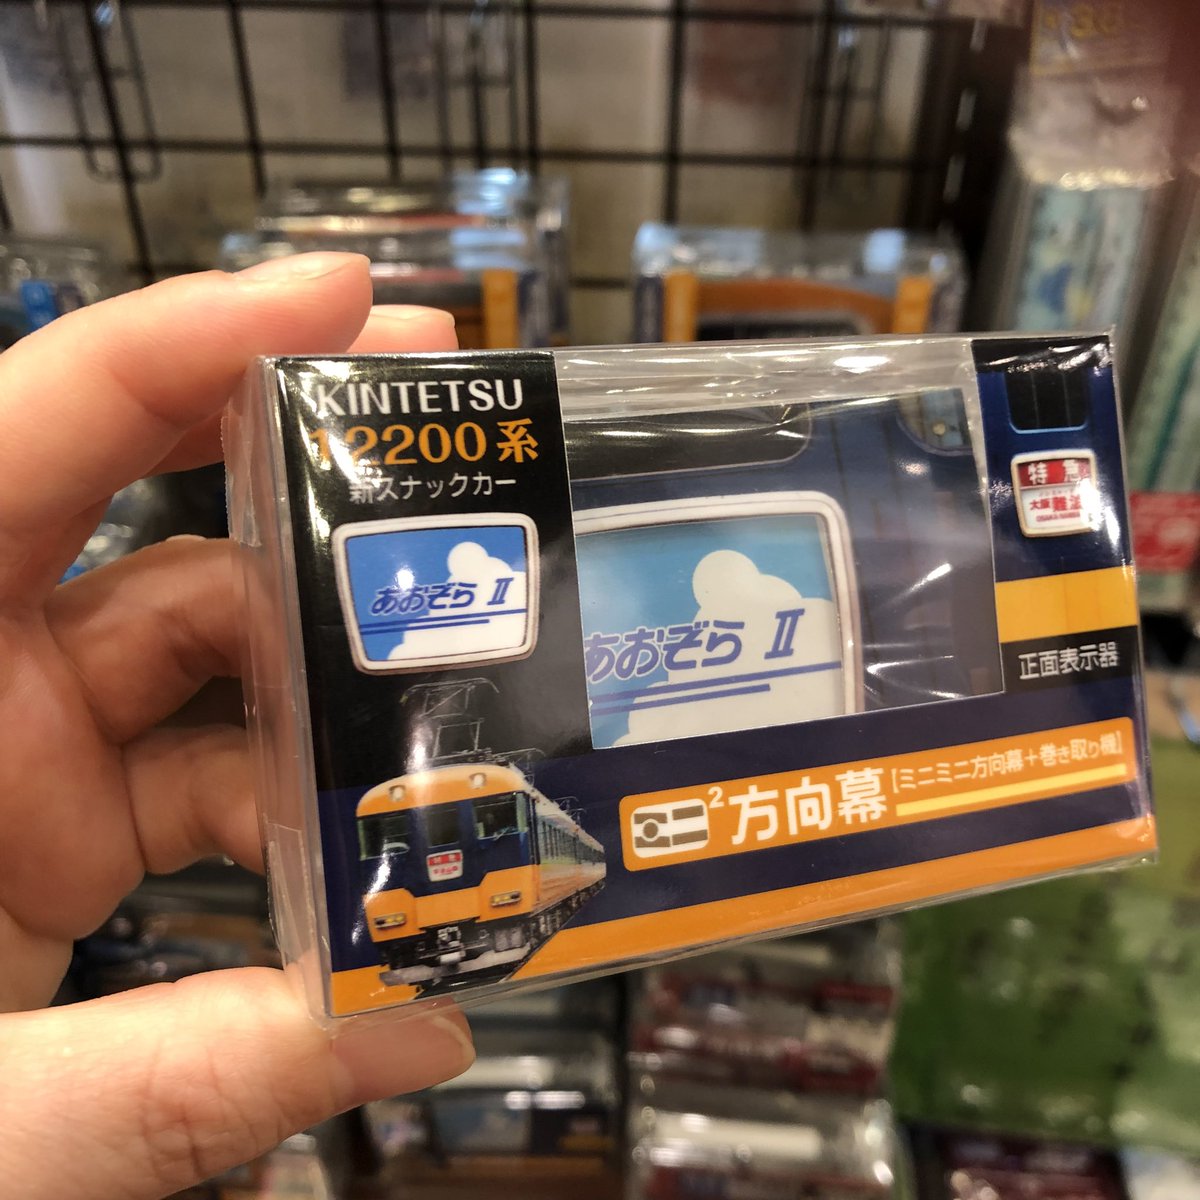 KINTETSU
12200系
新スナックカー
あおぞらⅡ
あおぞらⅡ
特急
大阪難波
正面表示器
2方向幕【ミニミニ方向幕+巻き取り機】